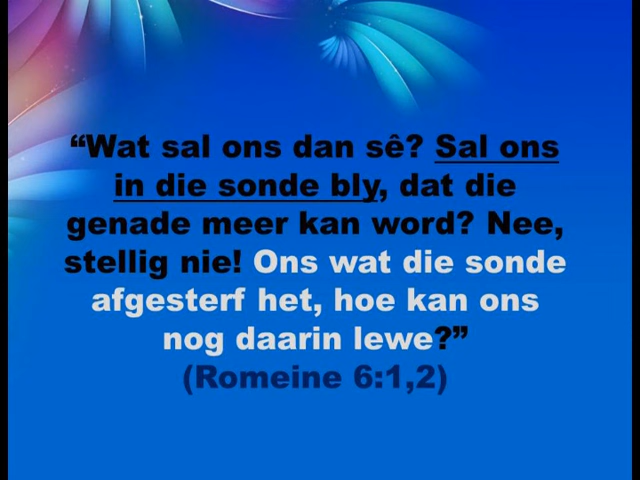 “Wat sal ons dan sê? Sal ons
in die sonde bly, dat die
genade meer kan word? Nee,
stellig nie! Ons wat die sonde
afgesterf het, hoe kan ons
nog daarin lewe?”
(Romeine 6:1,2)